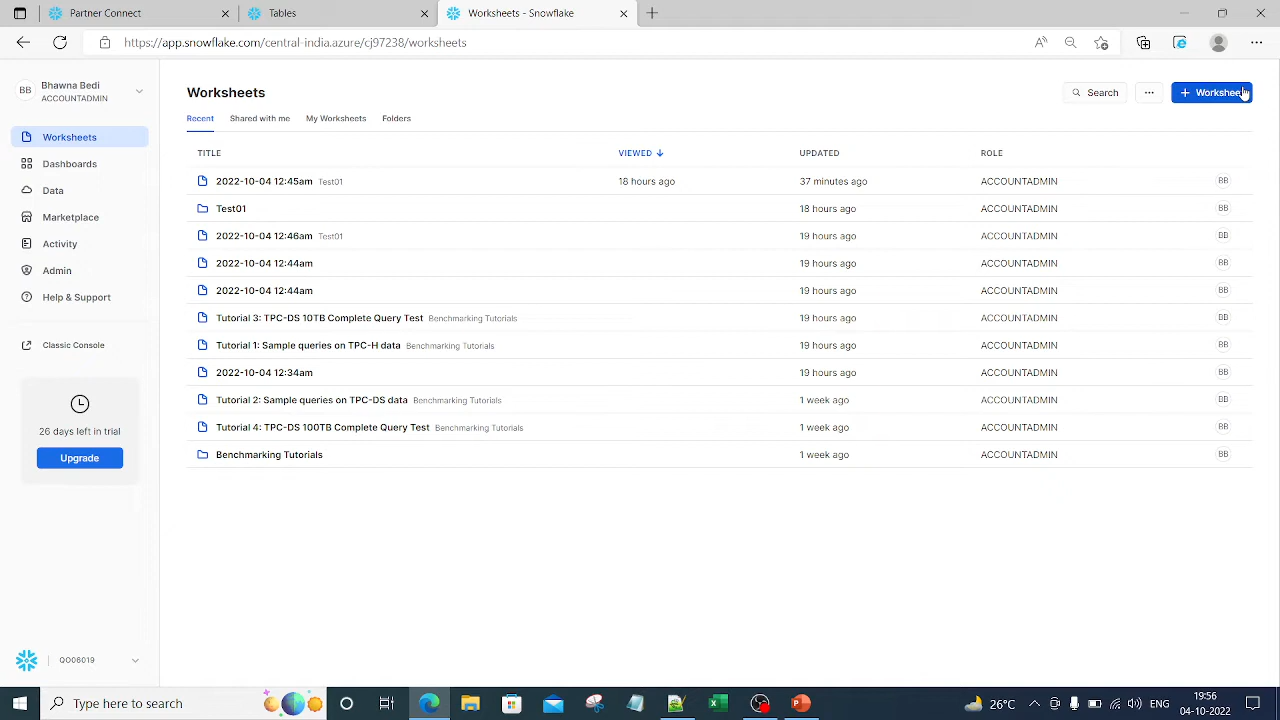 Partner Connect
Tables
Worksheets - Snowflake
https://app.snowflake.com/central-india.azure/cj97238/worksheets
BB
Bhawna Bedi
ACCOUNTADMIN
Worksheets
Dashboards
Data
Marketplace
Activity
Admin
Help & Support
Classic Console
26 days left in trial
Upgrade
QO06019
Worksheets
Search
+ Worksheet
Recent Shared with me My Worksheets Folders
TITLE VIEWED UPDATED ROLE
2022-10-04 12:45am Test01 18 hours ago 37 minutes ago ACCOUNTADMIN BB
Test01 18 hours ago ACCOUNTADMIN BB
2022-10-04 12:46am Test01 19 hours ago ACCOUNTADMIN BB
2022-10-04 12:44am 19 hours ago ACCOUNTADMIN BB
2022-10-04 12:44am 19 hours ago ACCOUNTADMIN BB
Tutorial 3: TPC-DS 10TB Complete Query Test Benchmarking Tutorials 19 hours ago ACCOUNTADMIN BB
Tutorial 1: Sample queries on TPC-H data Benchmarking Tutorials 19 hours ago ACCOUNTADMIN BB
2022-10-04 12:34am 19 hours ago ACCOUNTADMIN BB
Tutorial 2: Sample queries on TPC-DS data Benchmarking Tutorials 1 week ago ACCOUNTADMIN BB
Tutorial 4: TPC-DS 100TB Complete Query Test Benchmarking Tutorials 1 week ago ACCOUNTADMIN BB
Benchmarking Tutorials 1 week ago ACCOUNTADMIN BB
Type here to search
26°C
ENG
19:56
04-10-2022